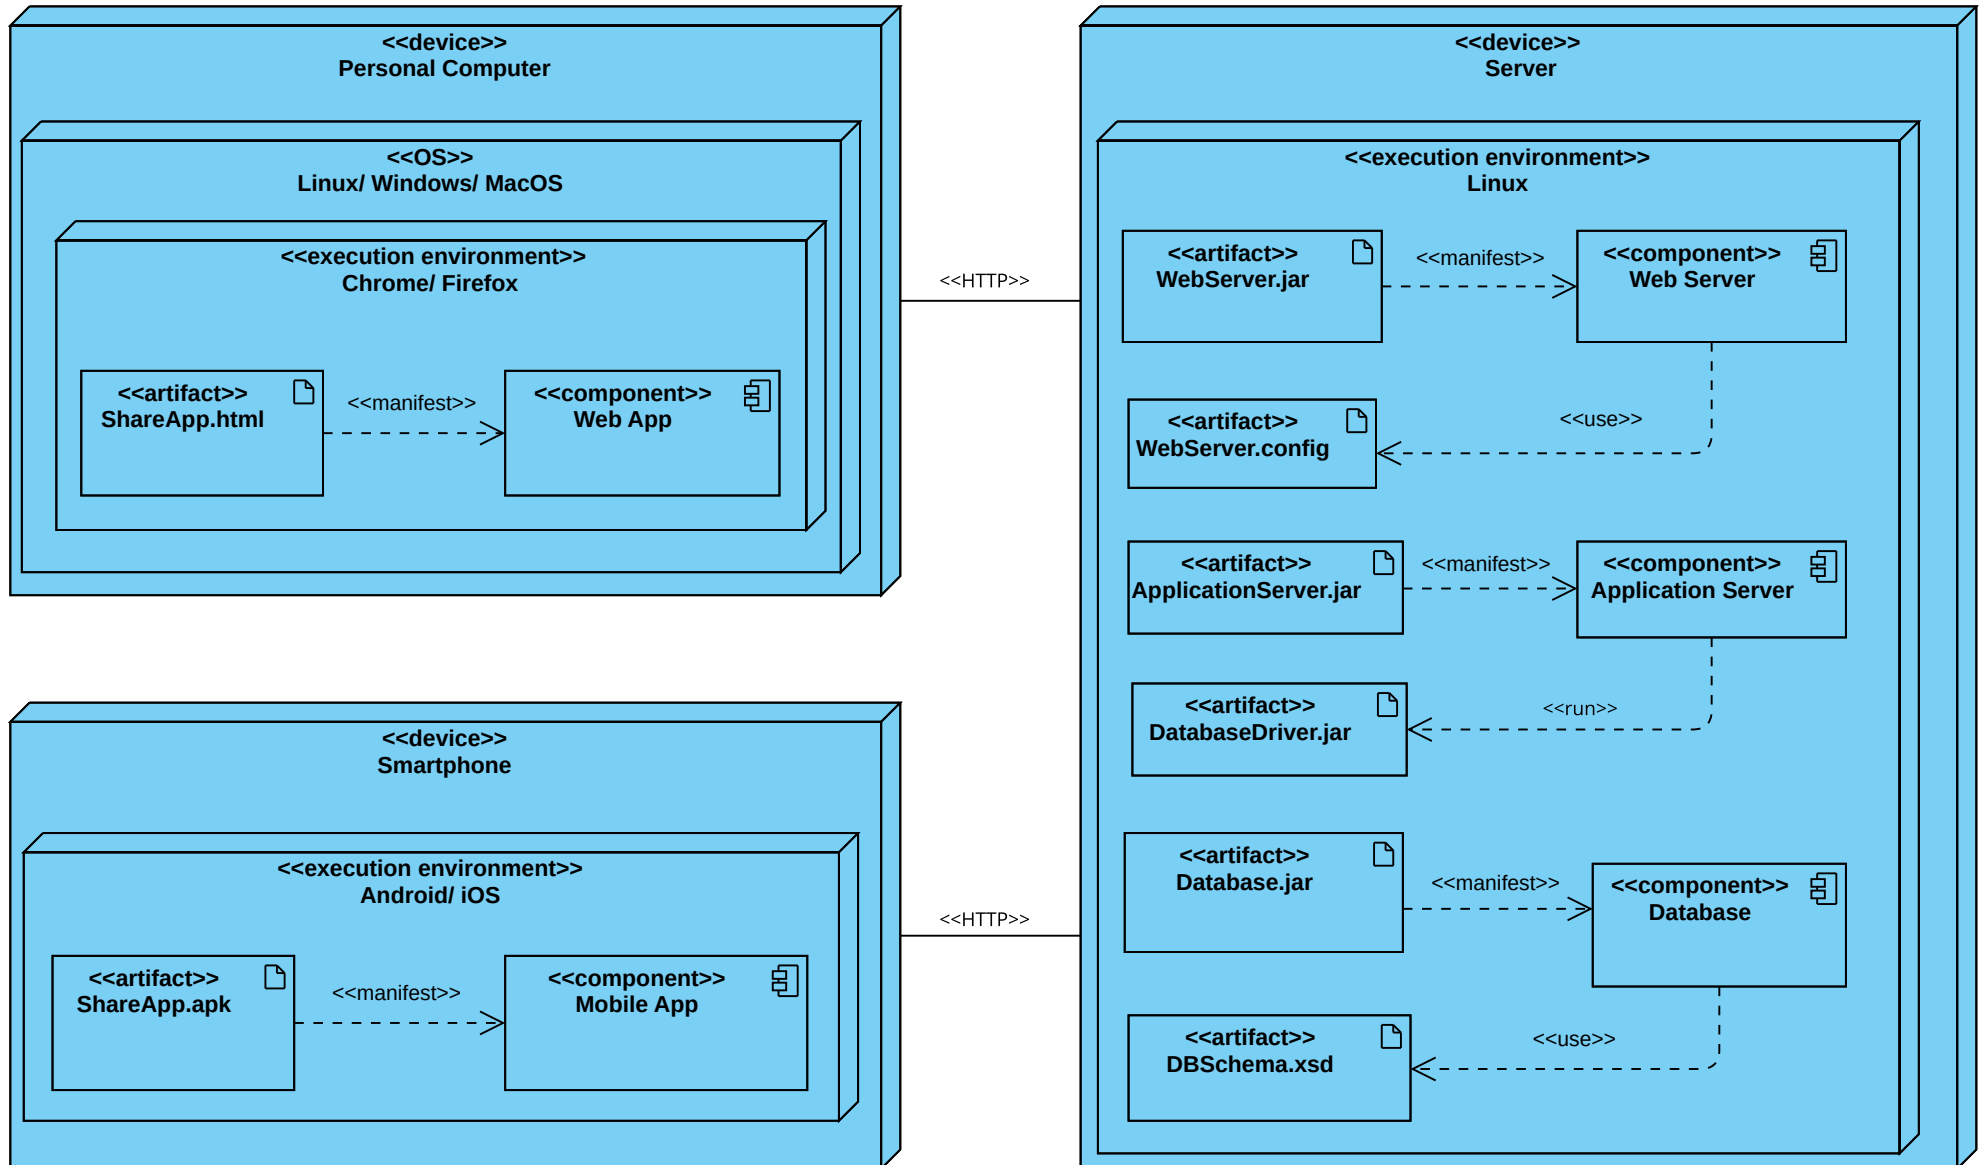 <<device>>
Personal Computer
<<OS>>
Linux/ Windows/ MacOS
<<execution environment>>
Chrome/ Firefox
<<artifact>>
ShareApp.html
<<manifest>>
<<component>>
Web App
<<HTTP>>
<<device>>
Smartphone
<<execution environment>>
Android/ iOS
<<artifact>>
ShareApp.apk
<<manifest>>
<<component>>
Mobile App
<<HTTP>>
<<device>>
Server
<<execution environment>>
Linux
<<artifact>>
WebServer.jar
<<manifest>>
<<component>>
Web Server
<<artifact>>
WebServer.config
<<use>>
<<artifact>>
ApplicationServer.jar
<<manifest>>
<<component>>
Application Server
<<artifact>>
DatabaseDriver.jar
<<run>>
<<artifact>>
Database.jar
<<manifest>>
<<component>>
Database
<<artifact>>
DBSchema.xsd
<<use>>